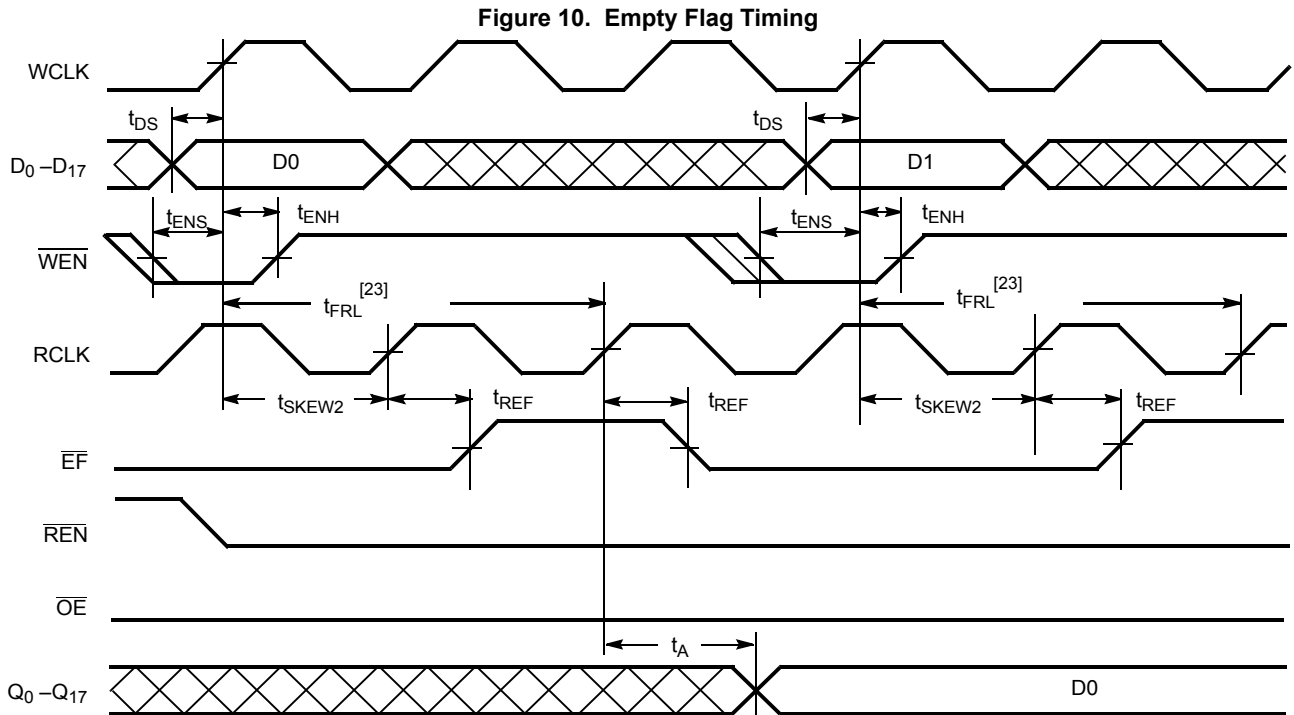 Figure 10. Empty Flag Timing
WCLK
tDS
tDS
D0 –D17
D0
D1
tENS
tENH
tENS
tENH
WEN
tFRL[23]
tFRL[23]
RCLK
tSKEW2
tREF
tREF
tSKEW2
tREF
EF
REN
OE
tA
Q0 –Q17
D0